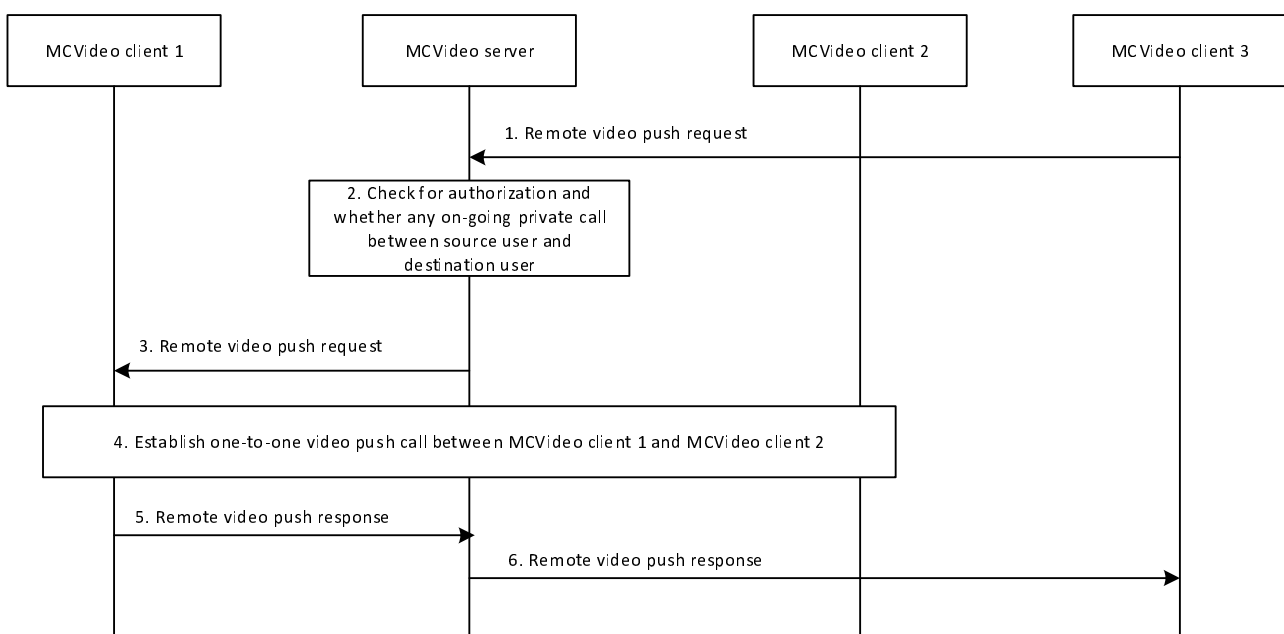 MCVideo client 1
MCVideo server
MCVideo client 2
MCVideo client 3
1. Remote video push request
2. Check for authorization and
whether any on-going private call
between source user and
destination user
3. Remote video push request
4. Establish one-to-one video push call between MCVideo client 1 and MCVideo client 2
5. Remote video push response
6. Remote video push response